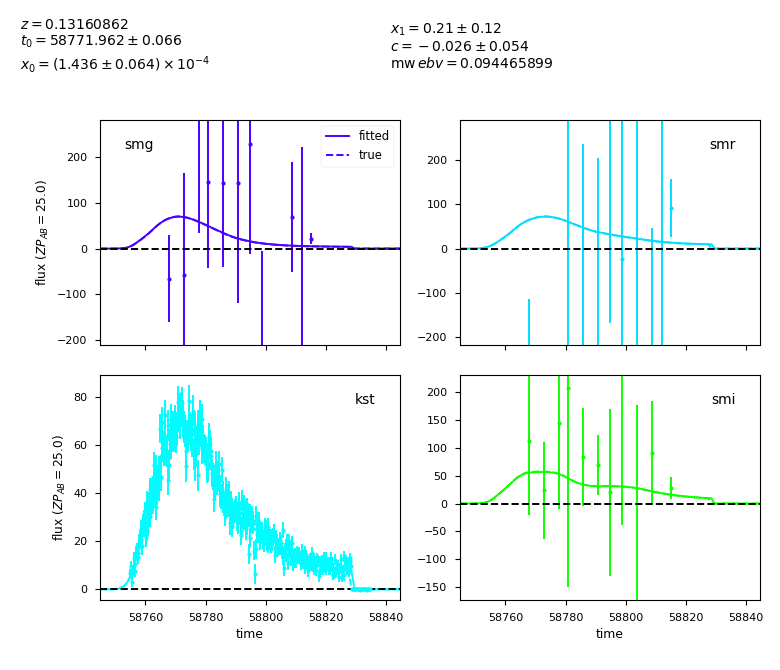 z = 0.13160862
t₀ = 58771.962 ± 0.066
x₀ = (1.436 ± 0.064) × 10⁻⁴
x₁ = 0.21 ± 0.12
c = −0.026 ± 0.054
mw ebv = 0.094465899
smg
fitted
true
200
100
0
−100
−200
flux (ZP_AB = 25.0)
smr
200
100
0
−100
−200
kst
80
60
40
20
0
flux (ZP_AB = 25.0)
58760 58780 58800 58820 58840
time
smi
200
150
100
50
0
−50
−100
−150
58760 58780 58800 58820 58840
time